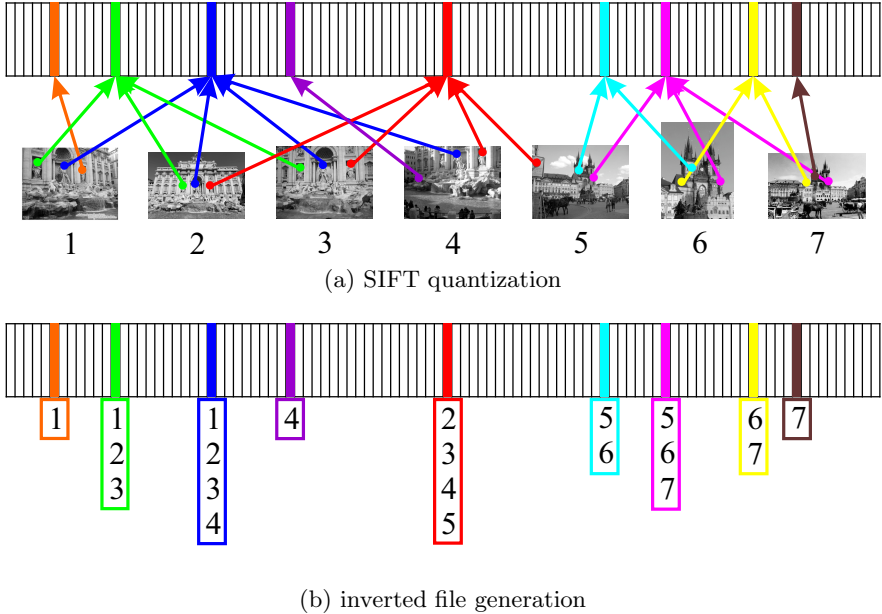 1 2 3 4 5 6 7
(a) SIFT quantization
1 1 1 4 2 5 5 6 7
2 2 3 6 6 7
3 3 4 7
4 5
(b) inverted file generation